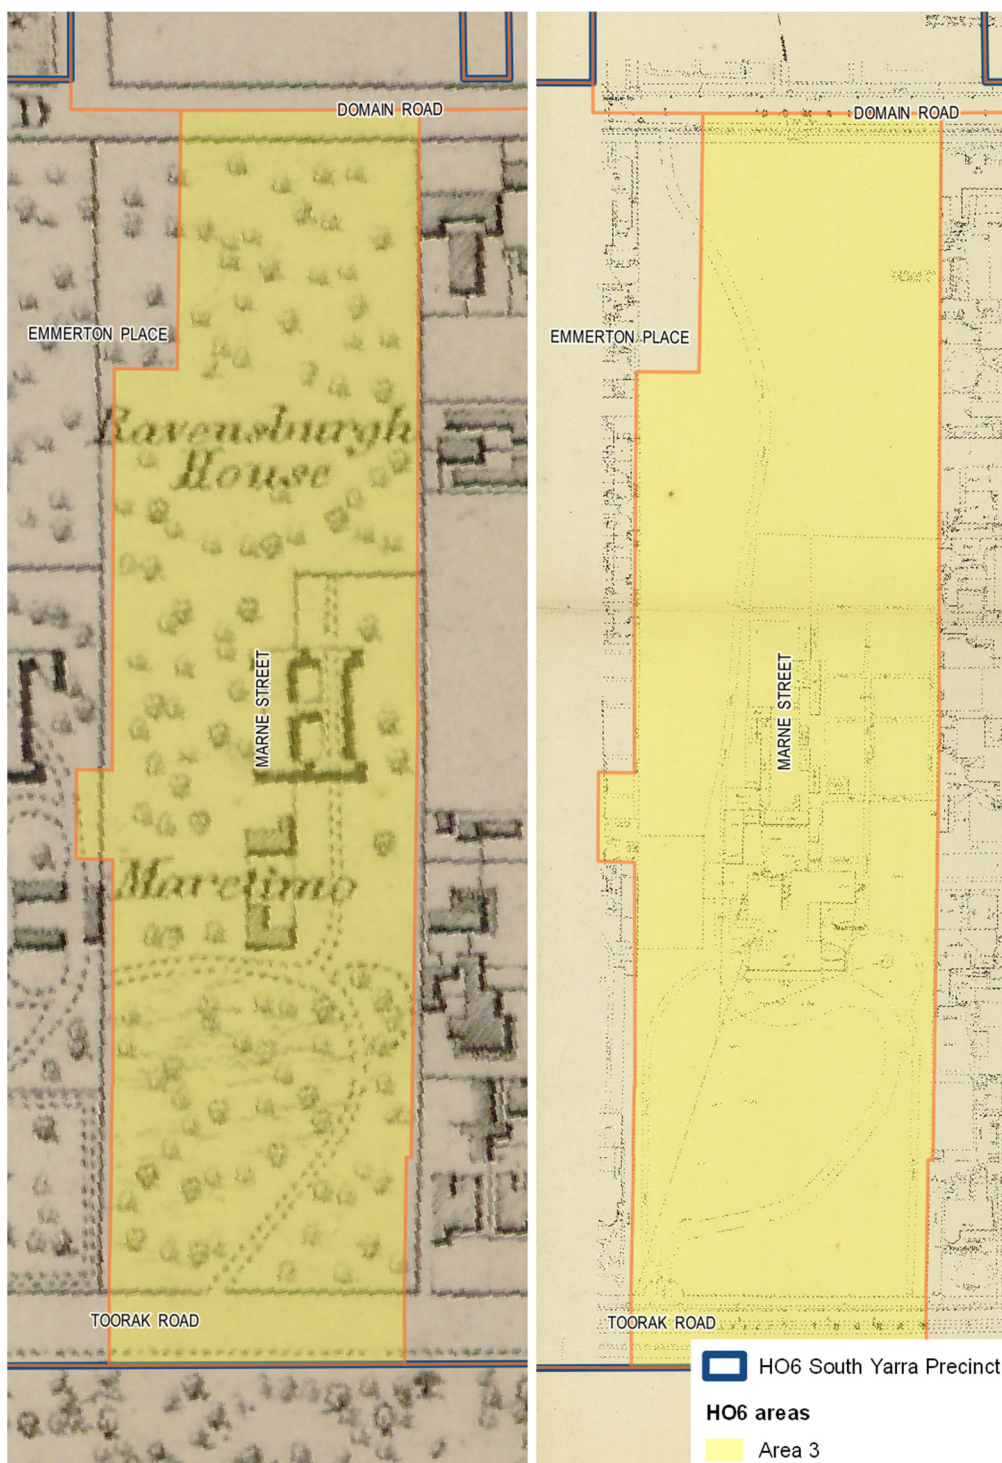 DOMAIN ROAD
EMMERTON PLACE
Ravensburgh
House
MARNE STREET
Maretimo
TOORAK ROAD
DOMAIN ROAD
EMMERTON PLACE
MARNE STREET
TOORAK ROAD
HO6 South Yarra Precinct
HO6 areas
Area 3